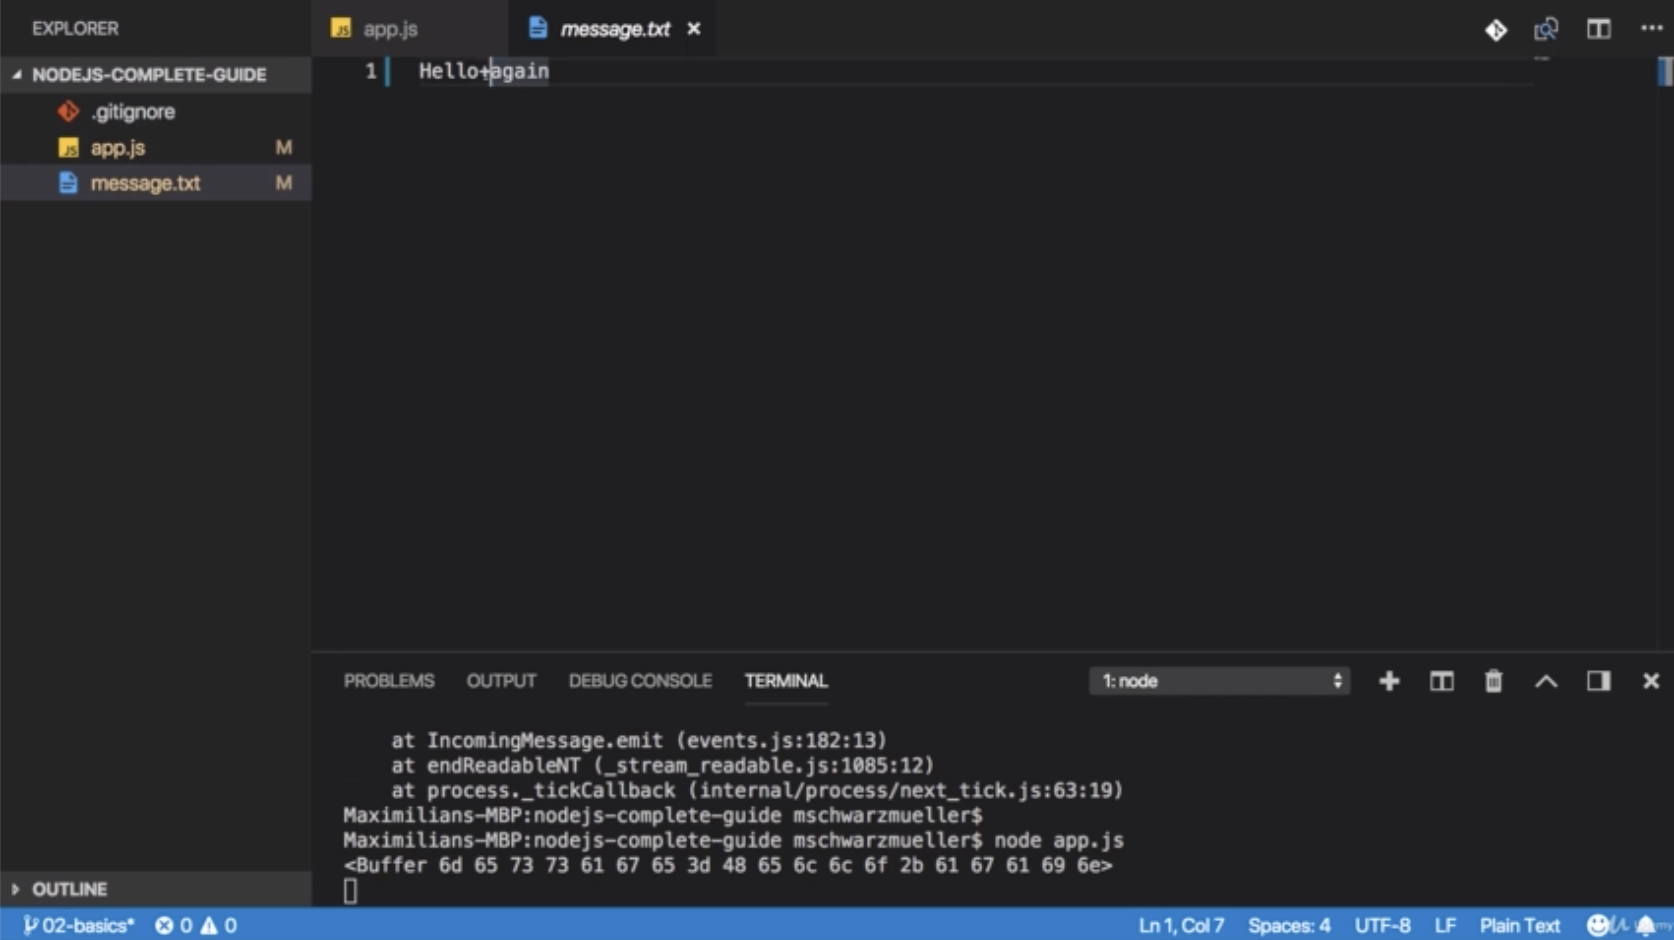 EXPLORER
NODEJS-COMPLETE-GUIDE
.gitignore
app.js M
message.txt M
OUTLINE
app.js
message.txt
1 Hello+again
PROBLEMS OUTPUT DEBUG CONSOLE TERMINAL 1: node
at IncomingMessage.emit (events.js:182:13)
at endReadableNT (_stream_readable.js:1085:12)
at process._tickCallback (internal/process/next_tick.js:63:19)
Maximilians-MBP:nodejs-complete-guide mschwarzmueller$
Maximilians-MBP:nodejs-complete-guide mschwarzmueller$ node app.js
<Buffer 6d 65 73 73 61 67 65 3d 48 65 6c 6c 6f 2b 61 67 61 69 6e>
02-basics* 0 0 Ln 1, Col 7 Spaces: 4 UTF-8 LF Plain Text